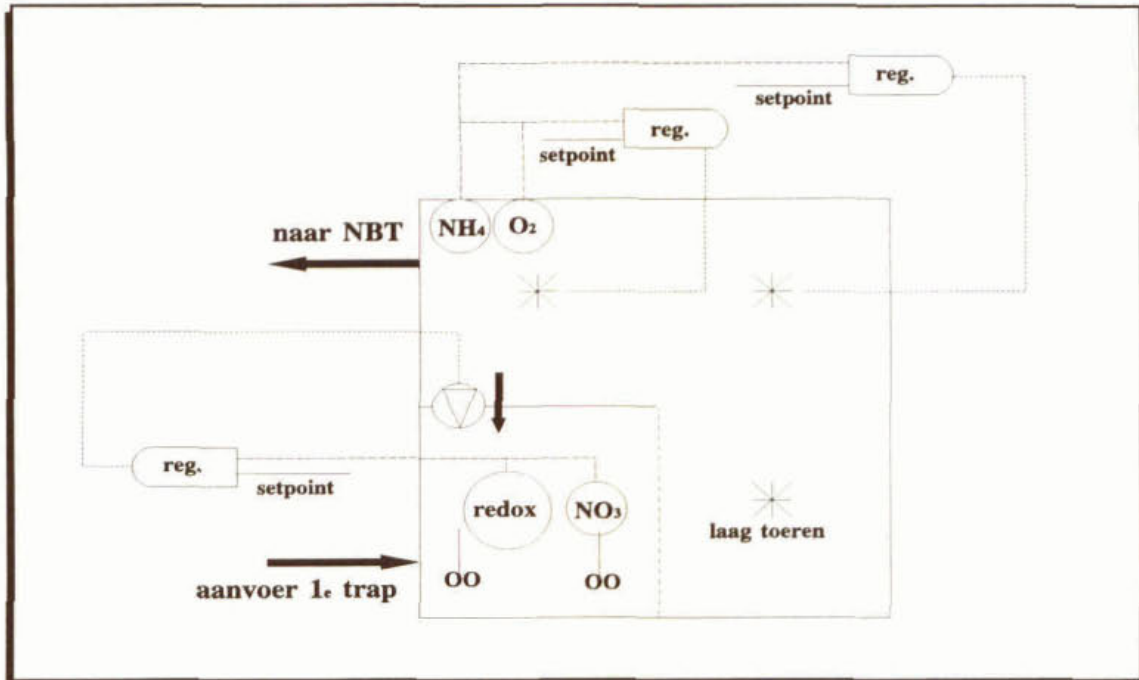 reg.
setpoint
reg.
setpoint
NH₄
O₂
naar NBT
reg.
setpoint
redox
NO₃
laag toeren
OO
OO
aanvoer 1e trap